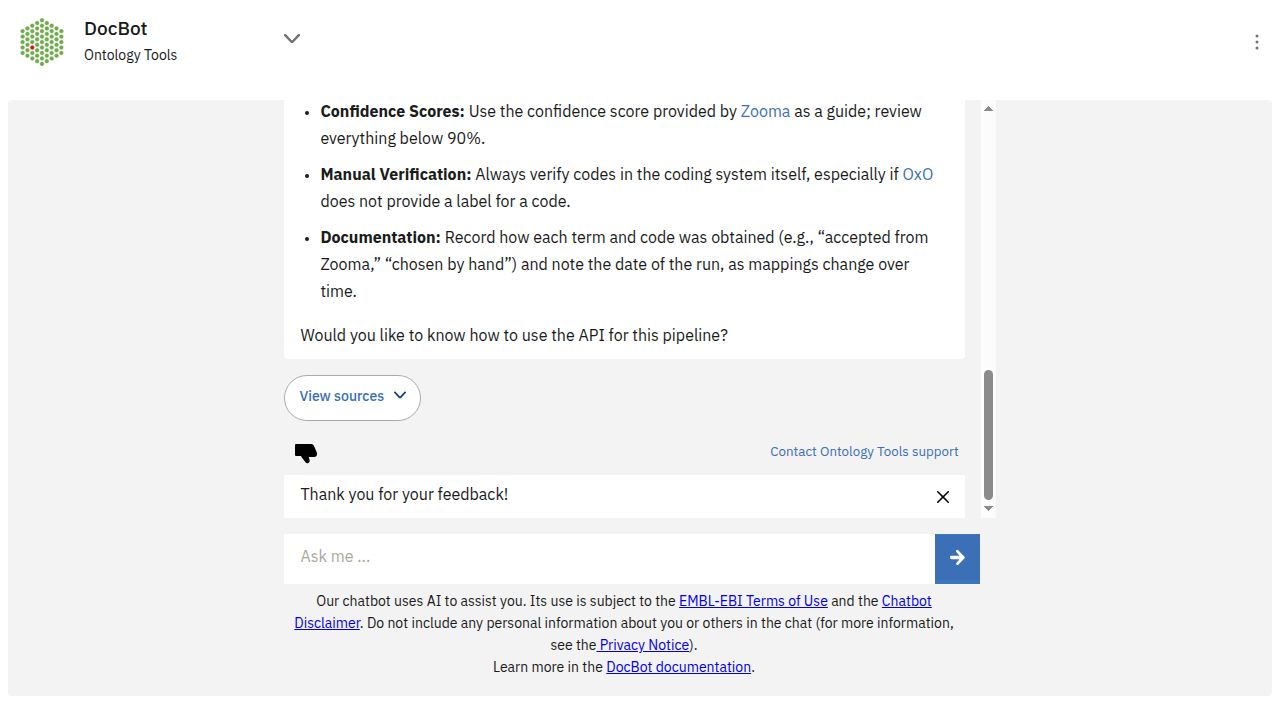 DocBot
Ontology Tools
• Confidence Scores: Use the confidence score provided by Zooma as a guide; review
everything below 90%.
• Manual Verification: Always verify codes in the coding system itself, especially if OxO
does not provide a label for a code.
• Documentation: Record how each term and code was obtained (e.g., “accepted from
Zooma,” “chosen by hand”) and note the date of the run, as mappings change over
time.
Would you like to know how to use the API for this pipeline?
View sources
Contact Ontology Tools support
Thank you for your feedback!
Ask me ...
Our chatbot uses AI to assist you. Its use is subject to the EMBL-EBI Terms of Use and the Chatbot
Disclaimer. Do not include any personal information about you or others in the chat (for more information,
see the Privacy Notice).
Learn more in the DocBot documentation.